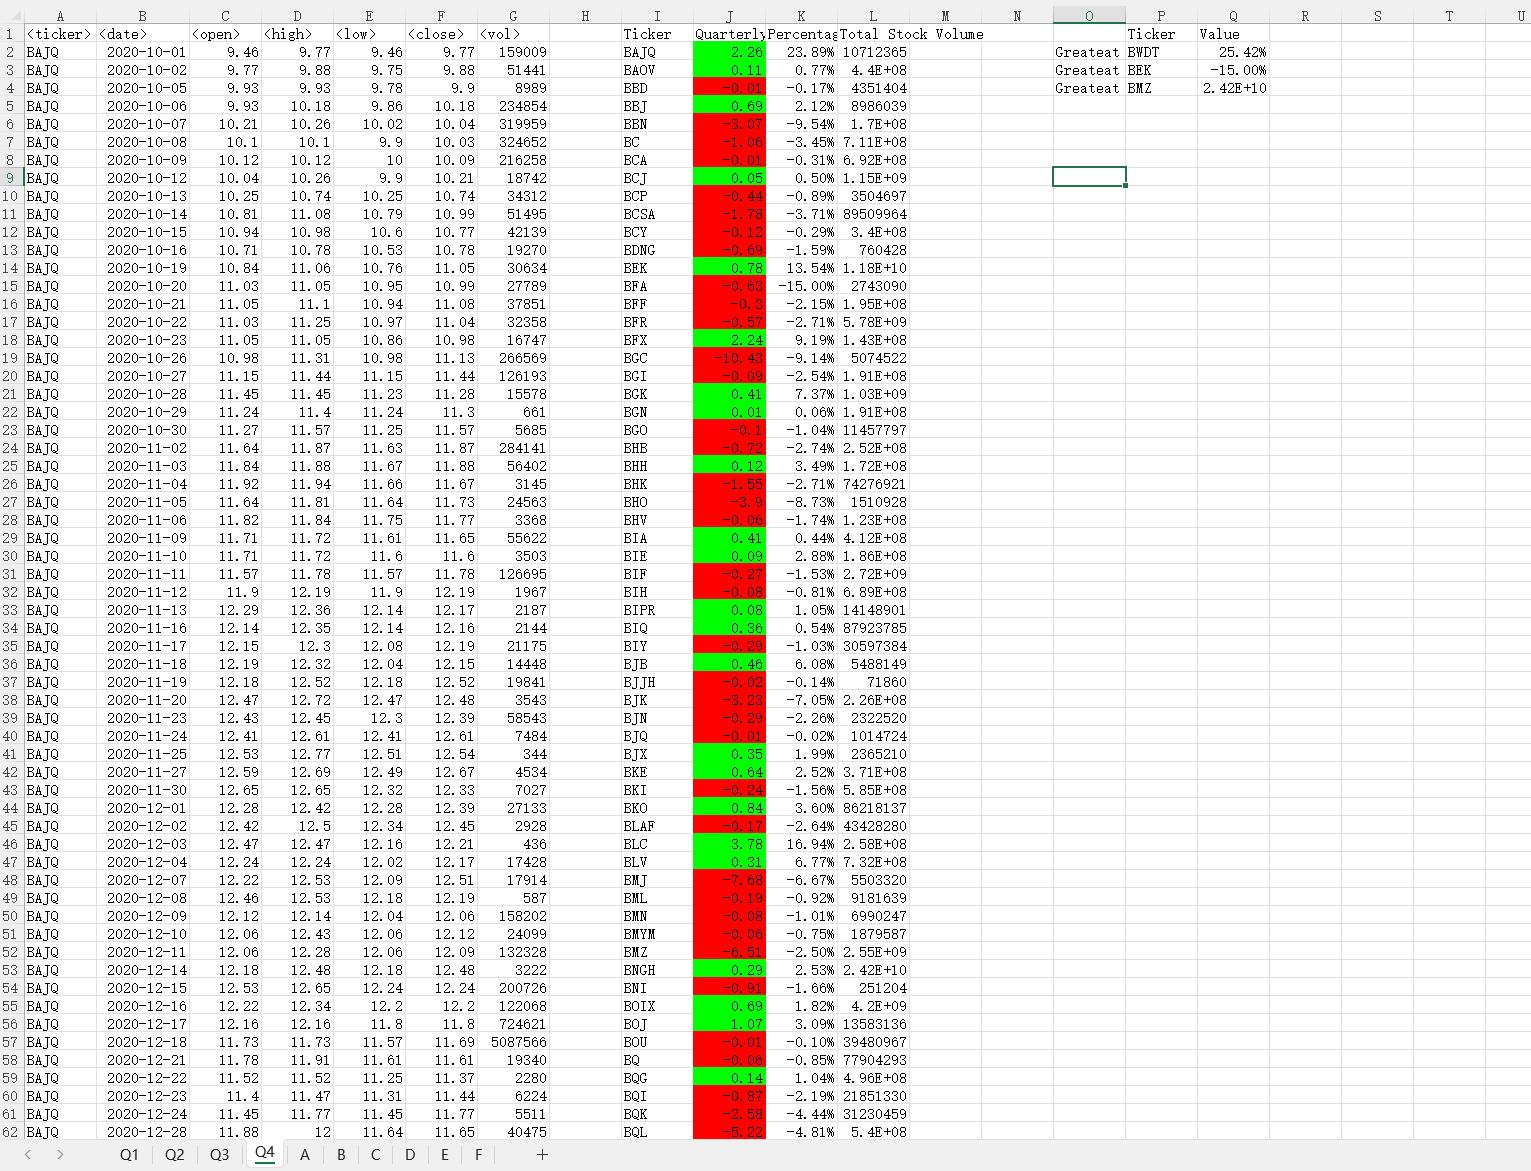 A B C D E F G H I J K L M N O P Q R S T U
1 <ticker> <date> <open> <high> <low> <close> <vol> Ticker Quarterly Percentag Total Stock Volume Ticker Value
2 BAJQ 2020-10-01 9.46 9.77 9.46 9.77 159009 BAJQ 2.26 23.89% 10712365 Greateat BWDT 25.42%
3 BAJQ 2020-10-02 9.77 9.88 9.75 9.88 51441 BAOV 0.11 0.77% 4.4E+08 Greateat BEK -15.00%
4 BAJQ 2020-10-05 9.93 9.93 9.78 9.9 8989 BBD -0.01 -0.17% 4351404 Greateat BMZ 2.42E+10
5 BAJQ 2020-10-06 9.93 10.18 9.86 10.18 234854 BBJ 0.69 2.12% 8986039
6 BAJQ 2020-10-07 10.21 10.26 10.02 10.04 319959 BBN -3.07 -9.54% 1.7E+08
7 BAJQ 2020-10-08 10.1 10.1 9.9 10.03 324652 BC -1.06 -3.45% 7.11E+08
8 BAJQ 2020-10-09 10.12 10.12 10 10.09 216258 BCA -0.01 -0.31% 6.92E+08
9 BAJQ 2020-10-12 10.04 10.26 9.9 10.21 18742 BCJ 0.05 0.50% 1.15E+09
10 BAJQ 2020-10-13 10.25 10.74 10.25 10.74 34312 BCP -0.44 -0.89% 3504697
11 BAJQ 2020-10-14 10.81 11.08 10.79 10.99 51495 BCSA -1.78 -3.71% 89509964
12 BAJQ 2020-10-15 10.94 10.98 10.6 10.77 42139 BCY -0.12 -0.29% 3.4E+08
13 BAJQ 2020-10-16 10.71 10.78 10.53 10.78 19270 BDNG -0.69 -1.59% 760428
14 BAJQ 2020-10-19 10.84 11.06 10.76 11.05 30634 BEK 0.78 13.54% 1.18E+10
15 BAJQ 2020-10-20 11.03 11.05 10.95 10.99 27789 BFA -0.63 -15.00% 2743090
16 BAJQ 2020-10-21 11.05 11.1 10.94 11.08 37851 BFF -0.3 -2.15% 1.95E+08
17 BAJQ 2020-10-22 11.03 11.25 10.97 11.04 32358 BFR -0.57 -2.71% 5.78E+09
18 BAJQ 2020-10-23 11.05 11.05 10.86 10.98 16747 BFX 2.24 9.19% 1.43E+08
19 BAJQ 2020-10-26 10.98 11.31 10.98 11.13 266569 BGC -10.43 -9.14% 5074522
20 BAJQ 2020-10-27 11.15 11.44 11.15 11.44 126193 BGI -0.09 -2.54% 1.91E+08
21 BAJQ 2020-10-28 11.45 11.45 11.23 11.28 15578 BGK 0.41 7.37% 1.03E+09
22 BAJQ 2020-10-29 11.24 11.4 11.24 11.3 661 BGN 0.01 0.06% 1.91E+08
23 BAJQ 2020-10-30 11.27 11.57 11.25 11.57 5685 BGO -0.1 -1.04% 11457797
24 BAJQ 2020-11-02 11.64 11.87 11.63 11.87 284141 BHB -0.72 -2.74% 2.52E+08
25 BAJQ 2020-11-03 11.84 11.88 11.67 11.88 56402 BHH 0.12 3.49% 1.72E+08
26 BAJQ 2020-11-04 11.92 11.94 11.66 11.67 3145 BHK -1.55 -2.71% 74276921
27 BAJQ 2020-11-05 11.64 11.81 11.64 11.73 24563 BHO -3.9 -8.73% 1510928
28 BAJQ 2020-11-06 11.82 11.84 11.75 11.77 3368 BHV -0.06 -1.74% 1.23E+08
29 BAJQ 2020-11-09 11.71 11.72 11.61 11.65 55622 BIA 0.41 0.44% 4.12E+08
30 BAJQ 2020-11-10 11.71 11.72 11.6 11.6 3503 BIE 0.09 2.88% 1.86E+08
31 BAJQ 2020-11-11 11.57 11.78 11.57 11.78 126695 BIF -0.27 -1.53% 2.72E+09
32 BAJQ 2020-11-12 11.9 12.19 11.9 12.19 1967 BIH -0.08 -0.81% 6.89E+08
33 BAJQ 2020-11-13 12.29 12.36 12.14 12.17 2187 BIPR 0.08 1.05% 14148901
34 BAJQ 2020-11-16 12.14 12.35 12.14 12.16 2144 BIQ 0.36 0.54% 87923785
35 BAJQ 2020-11-17 12.15 12.3 12.08 12.19 21175 BIY -0.29 -1.03% 30597384
36 BAJQ 2020-11-18 12.19 12.32 12.04 12.15 14448 BJB 0.46 6.08% 5488149
37 BAJQ 2020-11-19 12.18 12.52 12.18 12.52 19841 BJJH -0.02 -0.14% 71860
38 BAJQ 2020-11-20 12.47 12.72 12.47 12.48 3543 BJK -3.23 -7.05% 2.26E+08
39 BAJQ 2020-11-23 12.43 12.45 12.3 12.39 58543 BJN -0.29 -2.26% 2322520
40 BAJQ 2020-11-24 12.41 12.61 12.41 12.61 7484 BJQ -0.01 -0.02% 1014724
41 BAJQ 2020-11-25 12.53 12.77 12.51 12.54 344 BJX 0.35 1.99% 2365210
42 BAJQ 2020-11-27 12.59 12.69 12.49 12.67 4534 BKE 0.64 2.52% 3.71E+08
43 BAJQ 2020-11-30 12.65 12.65 12.32 12.33 7027 BKI -0.24 -1.56% 5.85E+08
44 BAJQ 2020-12-01 12.28 12.42 12.28 12.39 27133 BKO 0.84 3.60% 86218137
45 BAJQ 2020-12-02 12.42 12.5 12.34 12.45 2928 BLAF -0.17 -2.64% 43428280
46 BAJQ 2020-12-03 12.47 12.47 12.16 12.21 436 BLC 3.78 16.94% 2.58E+08
47 BAJQ 2020-12-04 12.24 12.24 12.02 12.17 17428 BLV 0.31 6.77% 7.32E+08
48 BAJQ 2020-12-07 12.22 12.53 12.09 12.51 17914 BMJ -7.68 -6.67% 5503320
49 BAJQ 2020-12-08 12.46 12.53 12.18 12.19 587 BML -0.19 -0.92% 9181639
50 BAJQ 2020-12-09 12.12 12.14 12.04 12.06 158202 BMN -0.08 -1.01% 6990247
51 BAJQ 2020-12-10 12.06 12.43 12.06 12.12 24099 BMYM -0.06 -0.75% 1879587
52 BAJQ 2020-12-11 12.06 12.28 12.06 12.09 132328 BMZ -6.51 -2.50% 2.55E+09
53 BAJQ 2020-12-14 12.18 12.48 12.18 12.48 3222 BNGH 0.29 2.53% 2.42E+10
54 BAJQ 2020-12-15 12.53 12.65 12.24 12.24 200726 BNI -0.91 -1.66% 251204
55 BAJQ 2020-12-16 12.22 12.34 12.2 12.2 122068 BOIX 0.69 1.82% 4.2E+09
56 BAJQ 2020-12-17 12.16 12.16 11.8 11.8 724621 BOJ 1.07 3.09% 13583136
57 BAJQ 2020-12-18 11.73 11.73 11.57 11.69 5087566 BOU -0.01 -0.10% 39480967
58 BAJQ 2020-12-21 11.78 11.91 11.61 11.61 19340 BQ -0.06 -0.85% 77904293
59 BAJQ 2020-12-22 11.52 11.52 11.25 11.37 2280 BQG 0.14 1.04% 4.96E+08
60 BAJQ 2020-12-23 11.4 11.47 11.31 11.44 6224 BQI -0.87 -2.19% 21851330
61 BAJQ 2020-12-24 11.45 11.77 11.45 11.77 5511 BQK -2.58 -4.44% 31230459
62 BAJQ 2020-12-28 11.88 12 11.64 11.65 40475 BQL -5.22 -4.81% 5.4E+08
Q1 Q2 Q3 Q4 A B C D E F +